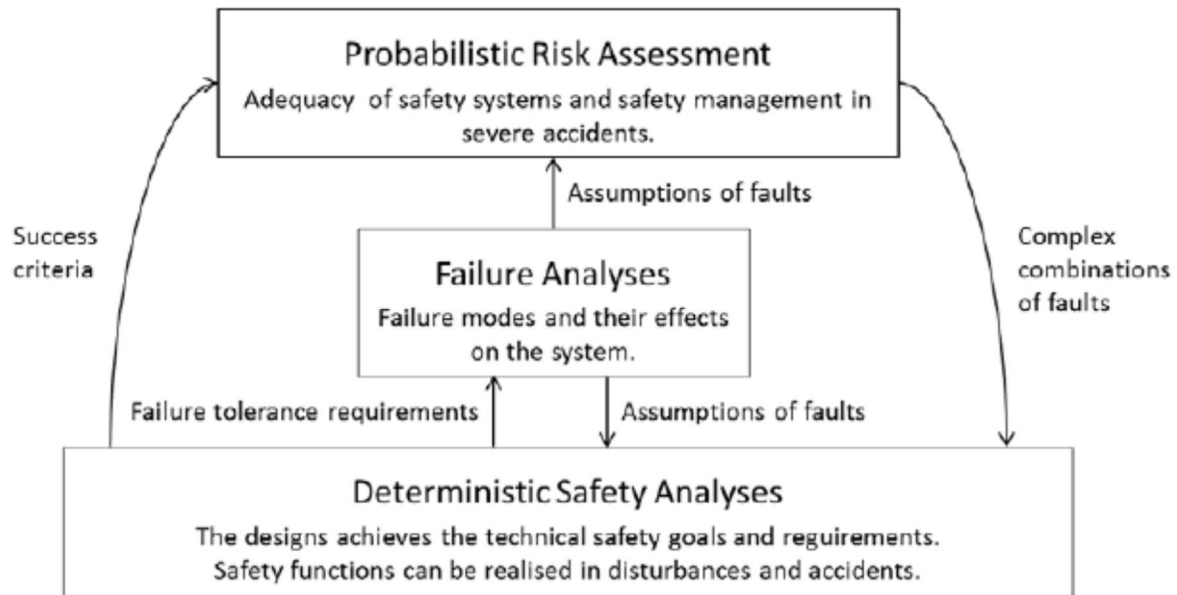 Probabilistic Risk Assessment
Adequacy of safety systems and safety management in
severe accidents.
Assumptions of faults
Success
criteria
Complex
combinations
of faults
Failure Analyses
Failure modes and their effects
on the system.
Failure tolerance requirements
Assumptions of faults
Deterministic Safety Analyses
The designs achieves the technical safety goals and reguirements.
Safety functions can be realised in disturbances and accidents.